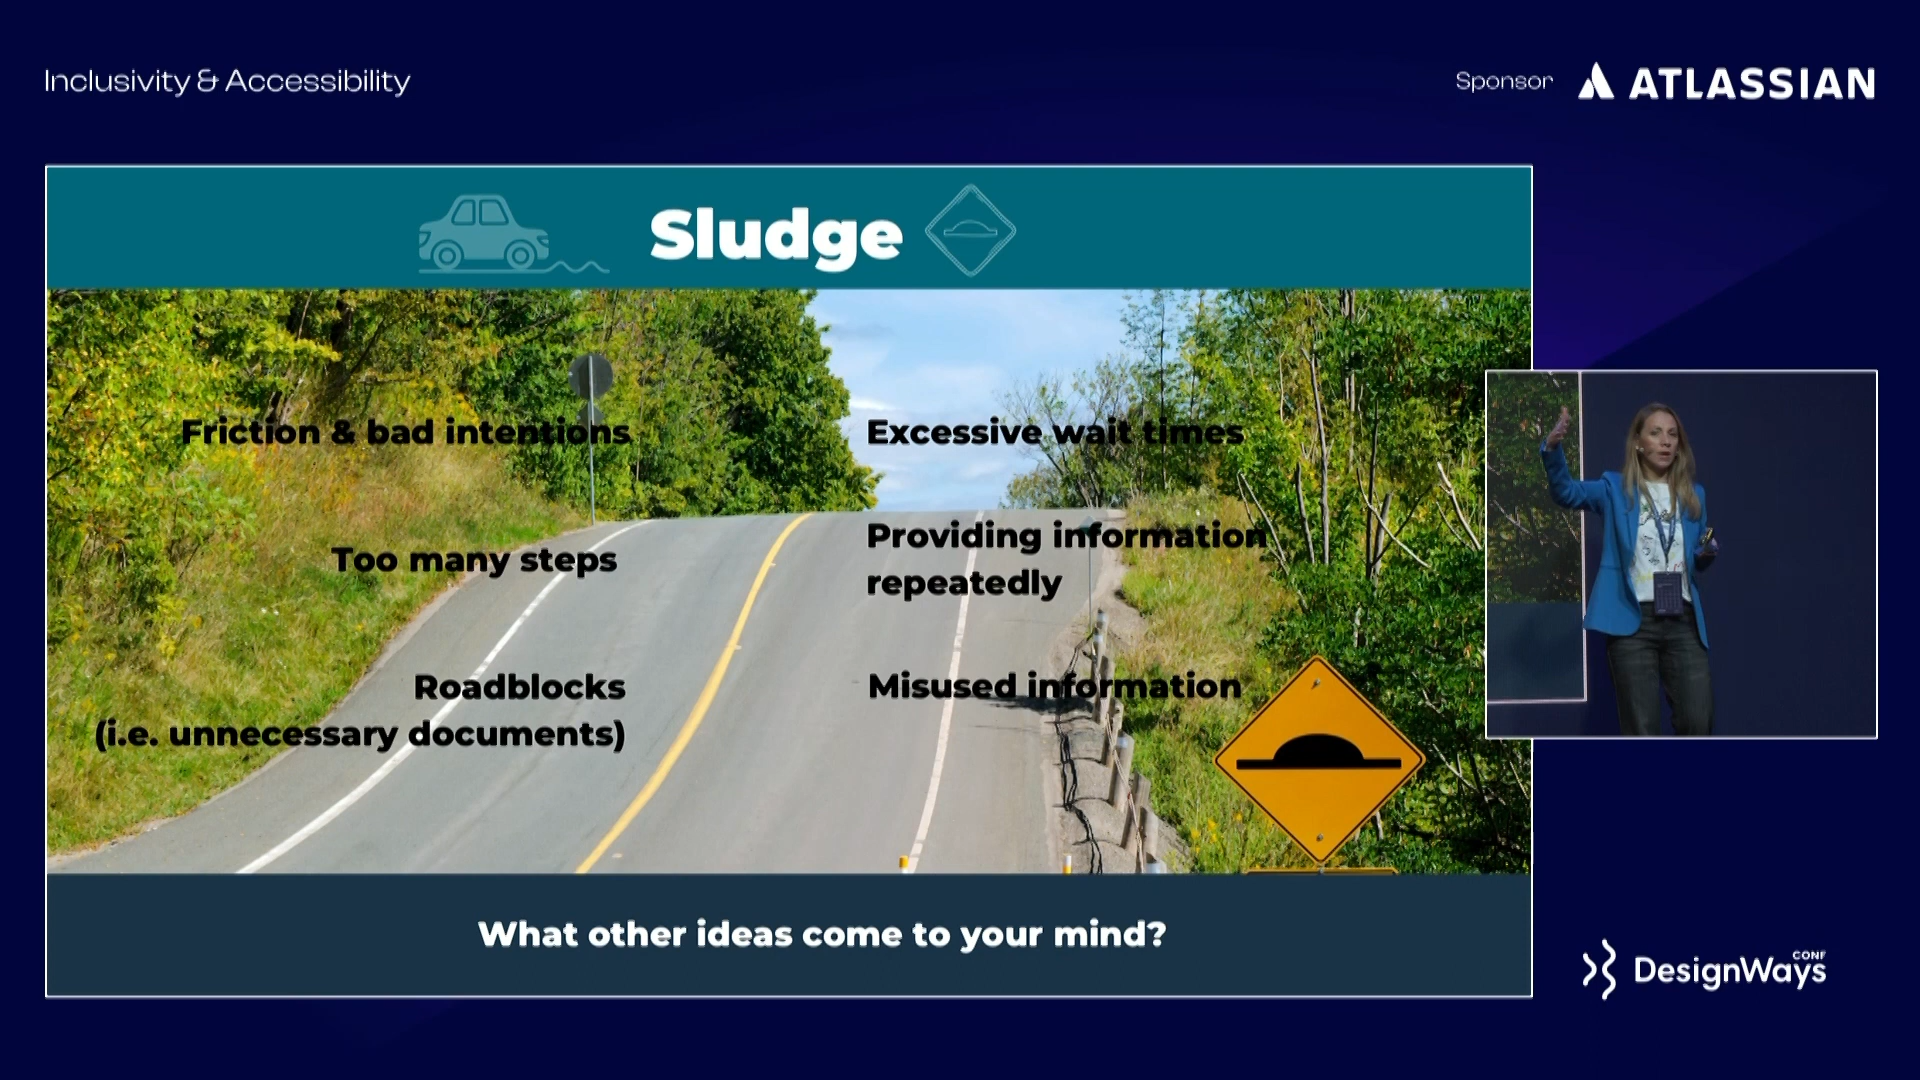 Inclusivity & Accessibility
Sponsor ATLASSIAN
Sludge
Friction & bad intentions
Excessive wait times
Too many steps
Providing information
repeatedly
Roadblocks
(i.e. unnecessary documents)
Misused information
What other ideas come to your mind?
DesignWays CONF